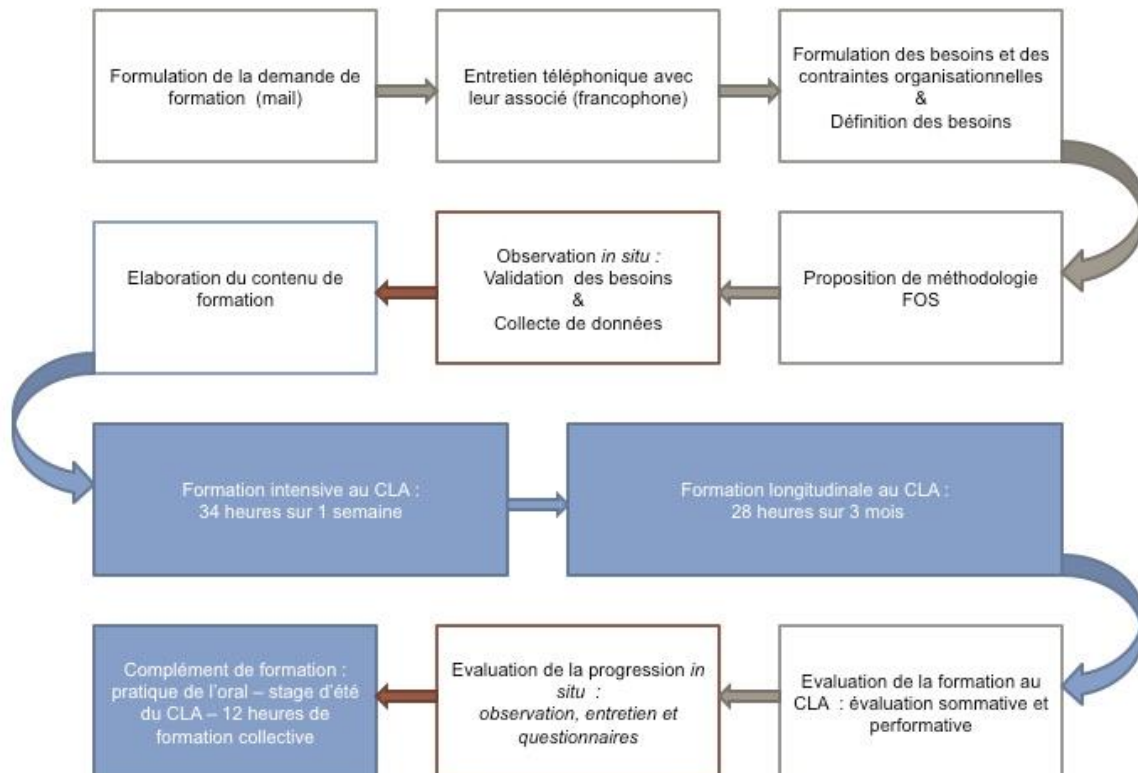 Formulation de la demande de
formation (mail)
Entretien téléphonique avec
leur associé (francophone)
Formulation des besoins et des
contraintes organisationnelles
&
Définition des besoins
Proposition de méthodologie
FOS
Observation in situ :
Validation des besoins
&
Collecte de données
Elaboration du contenu de
formation
Formation intensive au CLA :
34 heures sur 1 semaine
Formation longitudinale au CLA :
28 heures sur 3 mois
Evaluation de la formation au
CLA : évaluation sommative et
performative
Evaluation de la progression in
situ :
observation, entretien et
questionnaires
Complément de formation :
pratique de l'oral – stage d'été
du CLA – 12 heures de
formation collective